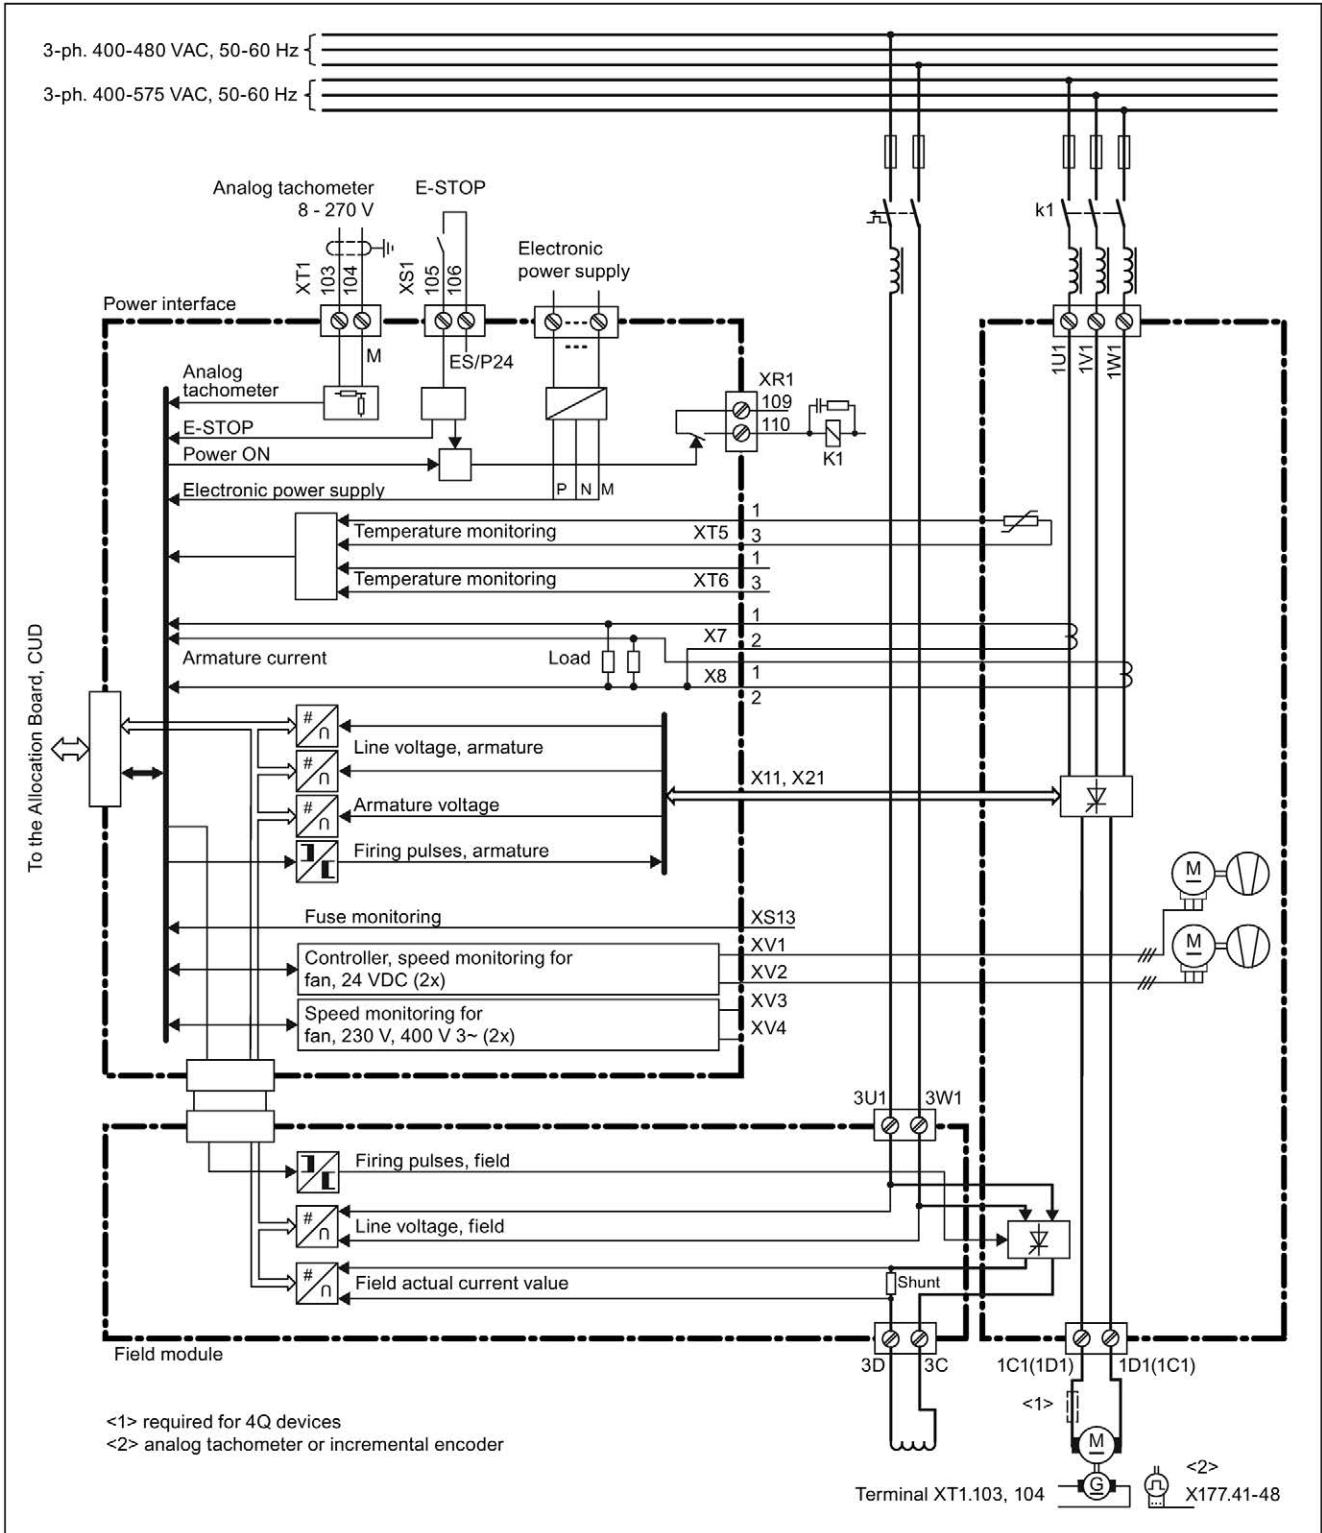 3-ph. 400-480 VAC, 50-60 Hz
3-ph. 400-575 VAC, 50-60 Hz
Analog tachometer
8 - 270 V
E-STOP
Electronic
power supply
k1
XT1
103
104
XS1
105
106
Power interface
M
ES/P24
1U1
1V1
1W1
Analog
tachometer
XR1
109
110
E-STOP
Power ON
K1
Electronic power supply
P
N
M
1
Temperature monitoring
XT5
3
1
Temperature monitoring
XT6
3
1
X7
2
Armature current
Load
X8
1
2
To the Allocation Board, CUD
#
∩
Line voltage, armature
#
∩
X11, X21
#
∩
Armature voltage
Firing pulses, armature
M
Fuse monitoring
XS13
XV1
M
Controller, speed monitoring for
fan, 24 VDC (2x)
XV2
XV3
Speed monitoring for
fan, 230 V, 400 V 3~ (2x)
XV4
3U1
3W1
Firing pulses, field
#
∩
Line voltage, field
#
∩
Field actual current value
Shunt
Field module
3D
3C
1C1(1D1)
1D1(1C1)
<1>
<1> required for 4Q devices
<2> analog tachometer or incremental encoder
M
<2>
G
Terminal XT1.103, 104
X177.41-48